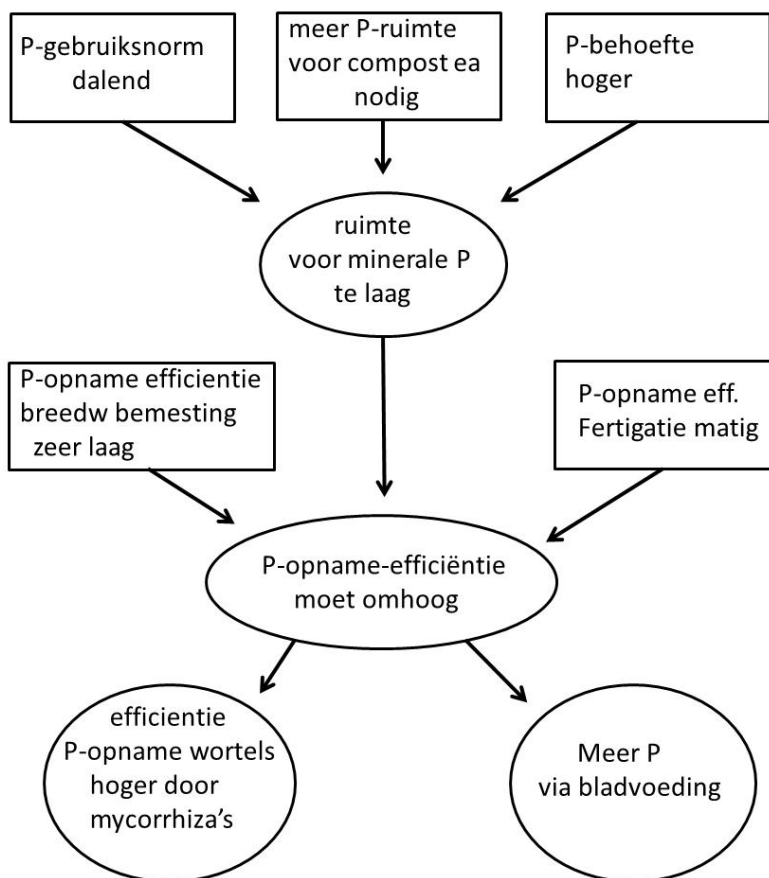 P-gebruiksnorm
dalend
meer P-ruimte
voor compost ea
nodig
P-behoefte
hoger
ruimte
voor minerale P
te laag
P-opname efficientie
breedw bemesting
zeer laag
P-opname eff.
Fertigatie matig
P-opname-efficiëntie
moet omhoog
efficientie
P-opname wortels
hoger door
mycorrhiza’s
Meer P
via bladvoeding